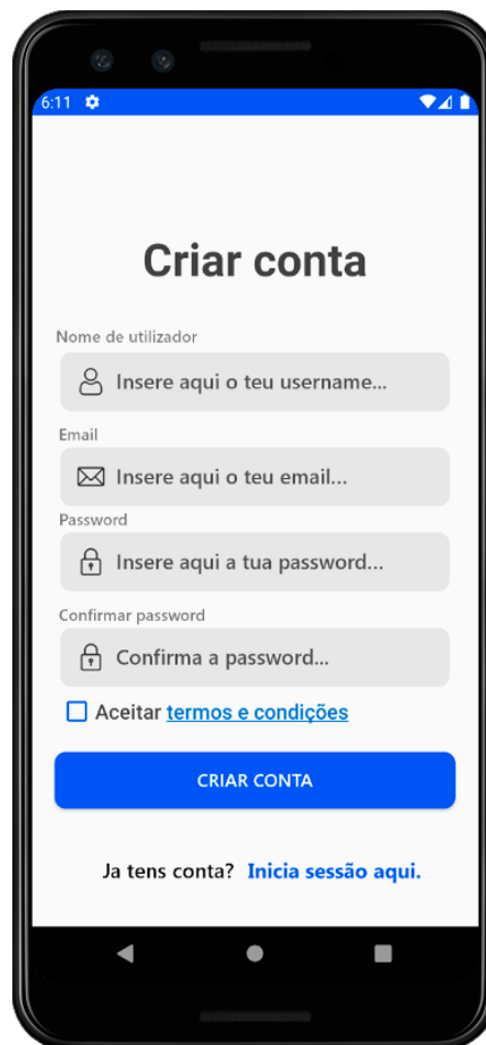 6:11
Criar conta
Nome de utilizador
Insere aqui o teu username...
Email
Insere aqui o teu email...
Password
Insere aqui a tua password...
Confirmar password
Confirma a password...
Aceitar termos e condições
CRIAR CONTA
Ja tens conta? Inicia sessão aqui.